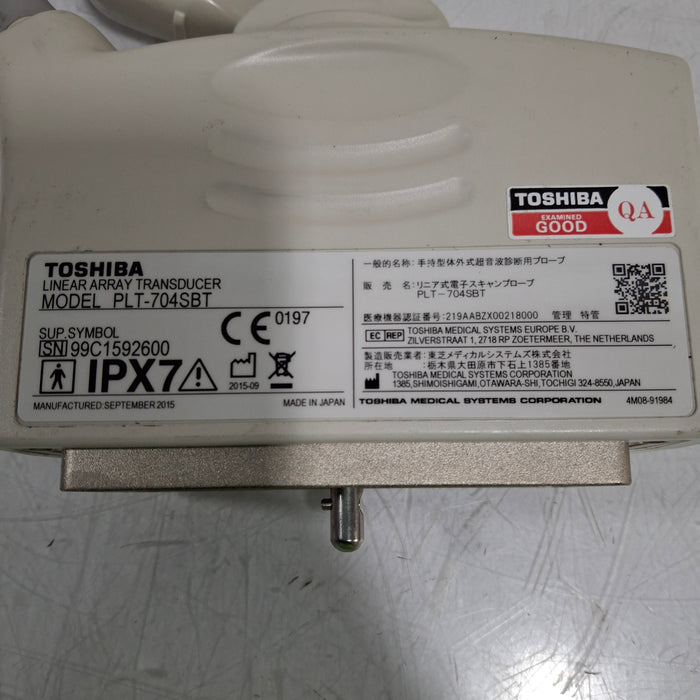 TOSHIBA
EXAMINED
GOOD
QA
TOSHIBA
LINEAR ARRAY TRANSDUCER
MODEL PLT-704SBT
SUP.SYMBOL
SN 99C1592600
CE 0197
IPX7
2015-09
MANUFACTURED:SEPTEMBER 2015
MADE IN JAPAN
一般的名称:手持型体外式超音波診断用プローブ
販 売 名:リニア式電子スキャンプローブ
PLT-704SBT
医療機器認証番号:219AABZX00218000 管理 特管
EC REP TOSHIBA MEDICAL SYSTEMS EUROPE B.V.
ZILVERSTRAAT 1, 2718 RP ZOETERMEER, THE NETHERLANDS
製造販売業者:東芝メディカルシステムズ株式会社
所在地 :栃木県大田原市下石上1385番地
TOSHIBA MEDICAL SYSTEMS CORPORATION
1385,SHIMOISHIGAMI,OTAWARA-SHI,TOCHIGI 324-8550,JAPAN
TOSHIBA MEDICAL SYSTEMS CORPORATION
4M08-91984